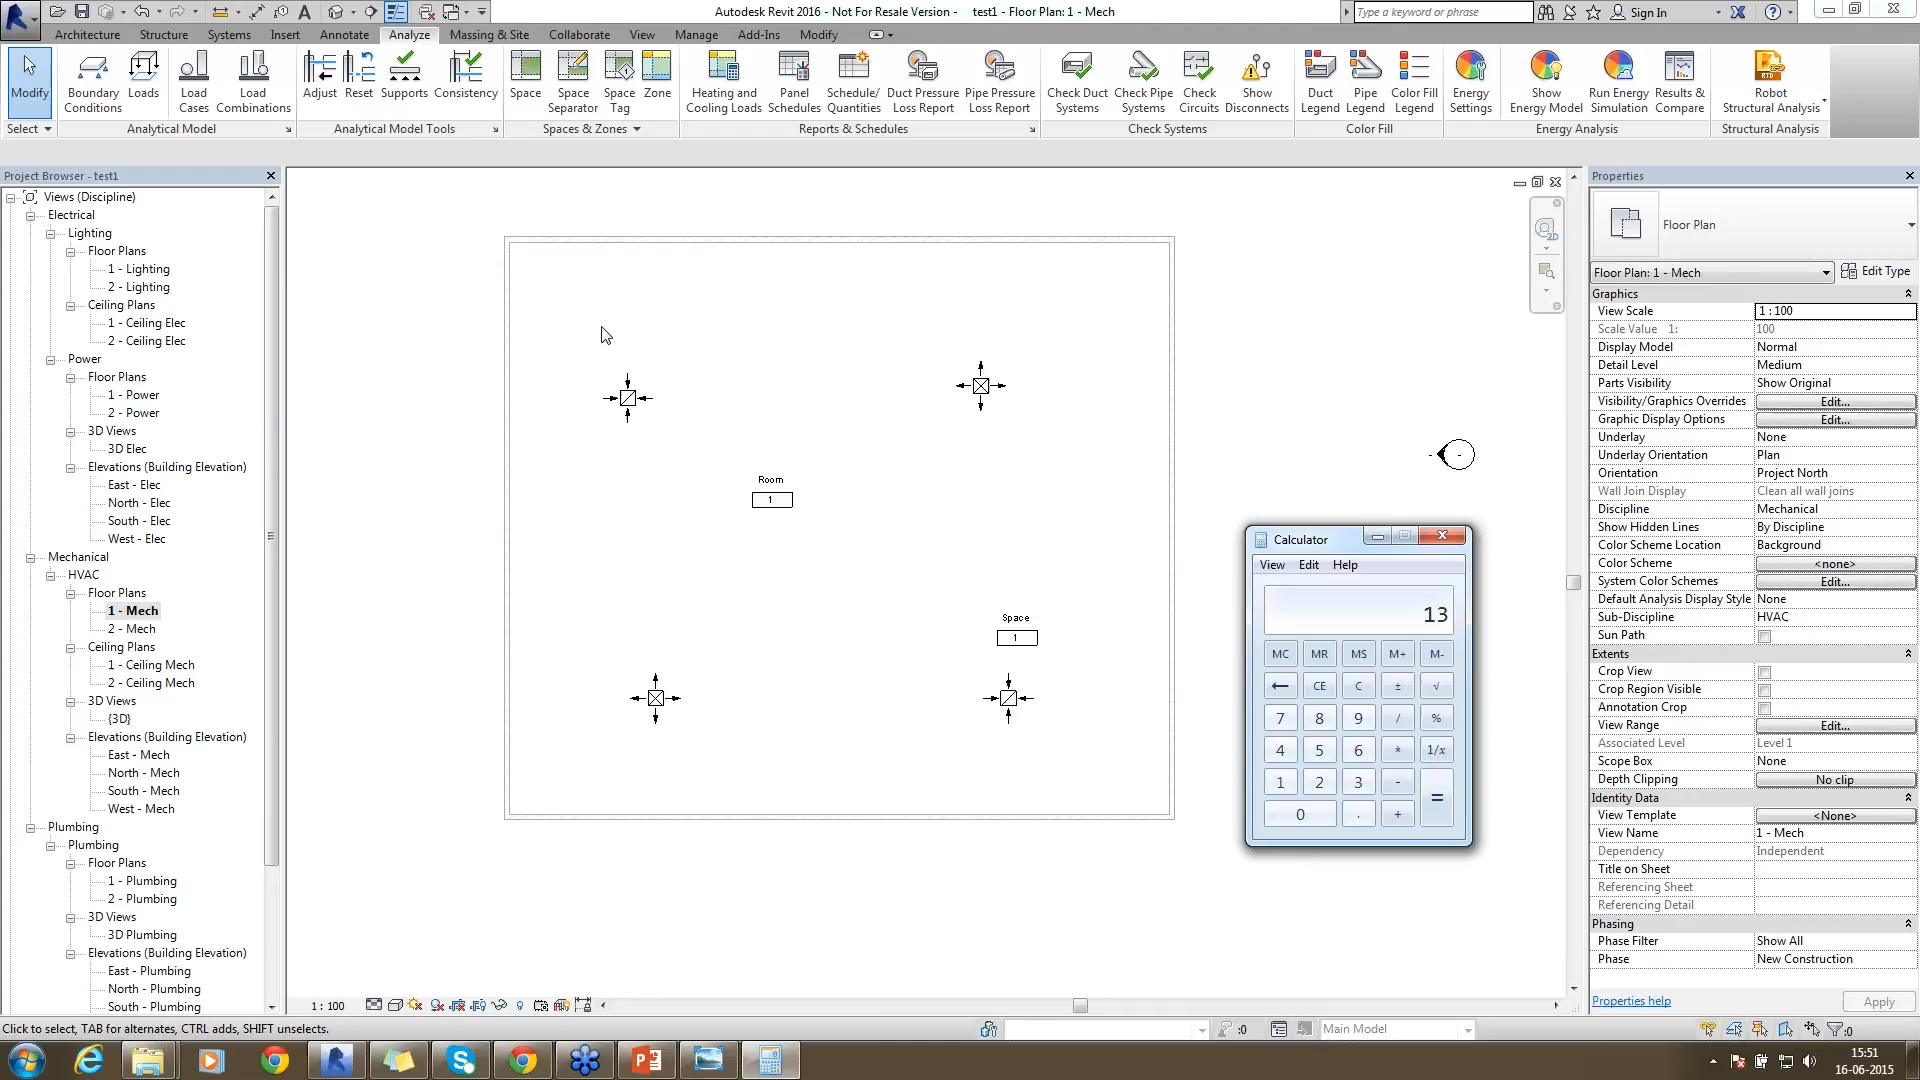 Autodesk Revit 2016 - Not For Resale Version - test1 - Floor Plan: 1 - Mech
Type a keyword or phrase
Sign In
Architecture Structure Systems Insert Annotate Analyze Massing & Site Collaborate View Manage Add-Ins Modify
Modify
Boundary Conditions
Loads
Load Cases
Load Combinations
Adjust
Reset
Supports
Consistency
Space
Space Separator
Space Tag
Zone
Heating and Cooling Loads
Panel Schedules
Schedule/ Quantities
Duct Pressure Loss Report
Pipe Pressure Loss Report
Check Duct Systems
Check Pipe Systems
Check Circuits
Show Disconnects
Duct Legend
Pipe Legend
Color Fill Legend
Energy Settings
Show Energy Model
Run Energy Simulation
Results & Compare
Robot Structural Analysis
Select
Analytical Model
Analytical Model Tools
Spaces & Zones
Reports & Schedules
Check Systems
Color Fill
Energy Analysis
Structural Analysis
Project Browser - test1
Views (Discipline)
Electrical
Lighting
Floor Plans
1 - Lighting
2 - Lighting
Ceiling Plans
1 - Ceiling Elec
2 - Ceiling Elec
Power
Floor Plans
1 - Power
2 - Power
3D Views
3D Elec
Elevations (Building Elevation)
East - Elec
North - Elec
South - Elec
West - Elec
Mechanical
HVAC
Floor Plans
1 - Mech
2 - Mech
Ceiling Plans
1 - Ceiling Mech
2 - Ceiling Mech
3D Views
{3D}
Elevations (Building Elevation)
East - Mech
North - Mech
South - Mech
West - Mech
Plumbing
Plumbing
Floor Plans
1 - Plumbing
2 - Plumbing
3D Views
3D Plumbing
Elevations (Building Elevation)
East - Plumbing
North - Plumbing
South - Plumbing
Room
1
Space
1
2D
Calculator
View Edit Help
13
MC MR MS M+ M-
← CE C ± √
7 8 9 / %
4 5 6 * 1/x
1 2 3 - =
0 . +
Properties
Floor Plan
Floor Plan: 1 - Mech
Edit Type
Graphics
View Scale 1 : 100
Scale Value 1: 100
Display Model Normal
Detail Level Medium
Parts Visibility Show Original
Visibility/Graphics Overrides Edit...
Graphic Display Options Edit...
Underlay None
Underlay Orientation Plan
Orientation Project North
Wall Join Display Clean all wall joins
Discipline Mechanical
Show Hidden Lines By Discipline
Color Scheme Location Background
Color Scheme <none>
System Color Schemes Edit...
Default Analysis Display Style None
Sub-Discipline HVAC
Sun Path
Extents
Crop View
Crop Region Visible
Annotation Crop
View Range Edit...
Associated Level Level 1
Scope Box None
Depth Clipping No clip
Identity Data
View Template <None>
View Name 1 - Mech
Dependency Independent
Title on Sheet
Referencing Sheet
Referencing Detail
Phasing
Phase Filter Show All
Phase New Construction
Properties help
Apply
1 : 100
Click to select, TAB for alternates, CTRL adds, SHIFT unselects.
:0
Main Model
:0
15:51
16-06-2015